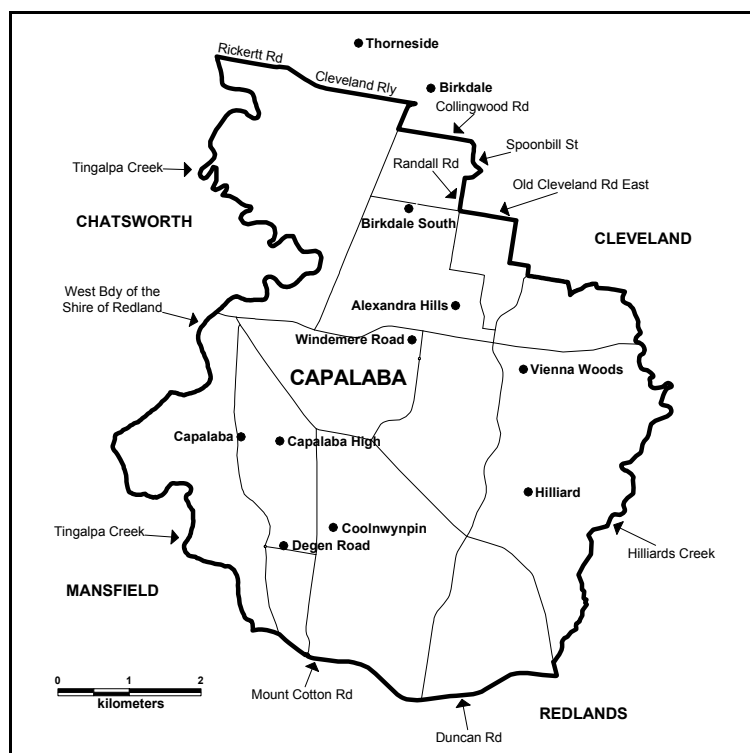 Thorneside
Rickertt Rd
Cleveland Rly
Birkdale
Collingwood Rd
Spoonbill St
Randall Rd
Tingalpa Creek
Old Cleveland Rd East
CHATSWORTH
Birkdale South
CLEVELAND
West Bdy of the
Shire of Redland
Alexandra Hills
Windemere Road
CAPALABA
Vienna Woods
Capalaba
Capalaba High
Hilliard
Coolnwynpin
Tingalpa Creek
Degen Road
Hilliards Creek
MANSFIELD
0 1 2
kilometers
Mount Cotton Rd
REDLANDS
Duncan Rd